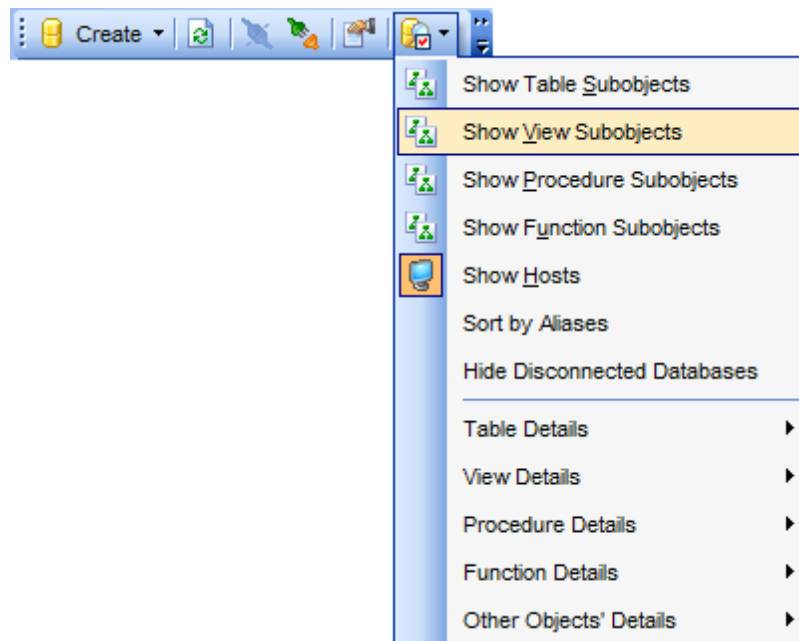 Create
Show Table Subobjects
Show View Subobjects
Show Procedure Subobjects
Show Function Subobjects
Show Hosts
Sort by Aliases
Hide Disconnected Databases
Table Details
View Details
Procedure Details
Function Details
Other Objects' Details